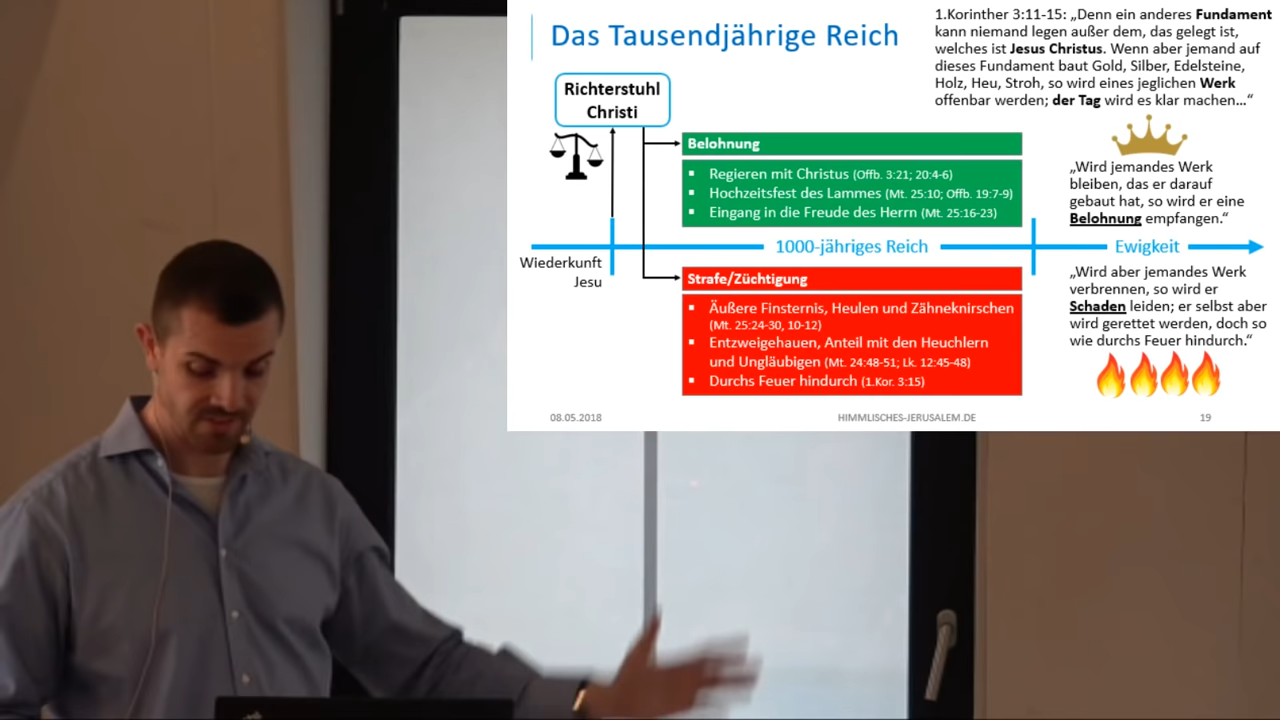 Das Tausendjährige Reich
1.Korinther 3:11-15: „Denn ein anderes Fundament
kann niemand legen außer dem, das gelegt ist,
welches ist Jesus Christus. Wenn aber jemand auf
dieses Fundament baut Gold, Silber, Edelsteine,
Holz, Heu, Stroh, so wird eines jeglichen Werk
offenbar werden; der Tag wird es klar machen…“
Richterstuhl
Christi
Belohnung
▪ Regieren mit Christus (Offb. 3:21; 20:4-6)
▪ Hochzeitsfest des Lammes (Mt. 25:10; Offb. 19:7-9)
▪ Eingang in die Freude des Herrn (Mt. 25:16-23)
„Wird jemandes Werk
bleiben, das er darauf
gebaut hat, so wird er eine
Belohnung empfangen.“
1000-jähriges Reich
Ewigkeit
Wiederkunft
Jesu
Strafe/Züchtigung
▪ Äußere Finsternis, Heulen und Zähneknirschen
(Mt. 25:24-30, 10-12)
▪ Entzweigehauen, Anteil mit den Heuchlern
und Ungläubigen (Mt. 24:48-51; Lk. 12:45-48)
▪ Durchs Feuer hindurch (1.Kor. 3:15)
„Wird aber jemandes Werk
verbrennen, so wird er
Schaden leiden; er selbst aber
wird gerettet werden, doch so
wie durchs Feuer hindurch.“
08.05.2018
HIMMLISCHES-JERUSALEM.DE
19